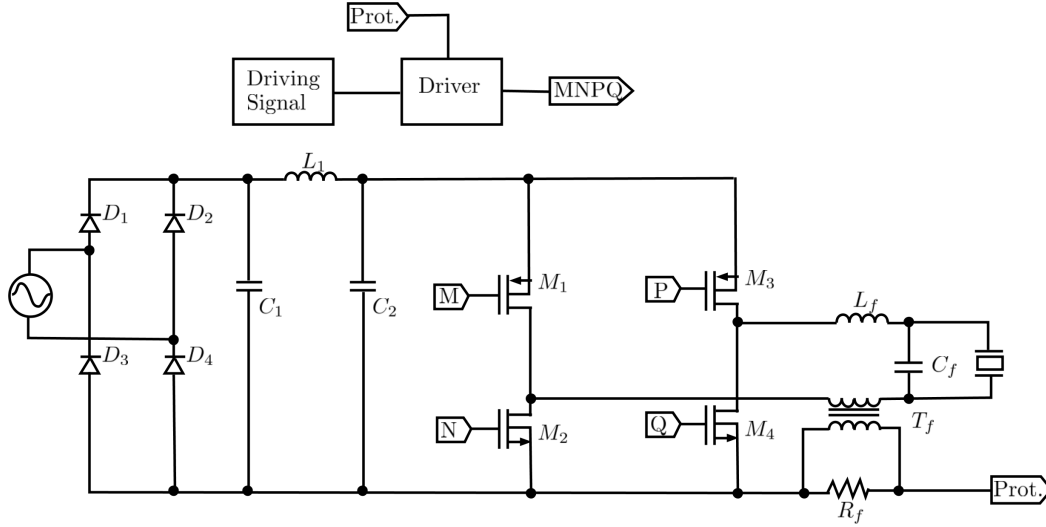 Prot.
Driving
Signal
Driver
MNPQ
L1
D1
D2
C1
C2
M
M1
P
M3
Lf
Cf
D3
D4
N
M2
Q
M4
Tf
Rf
Prot.